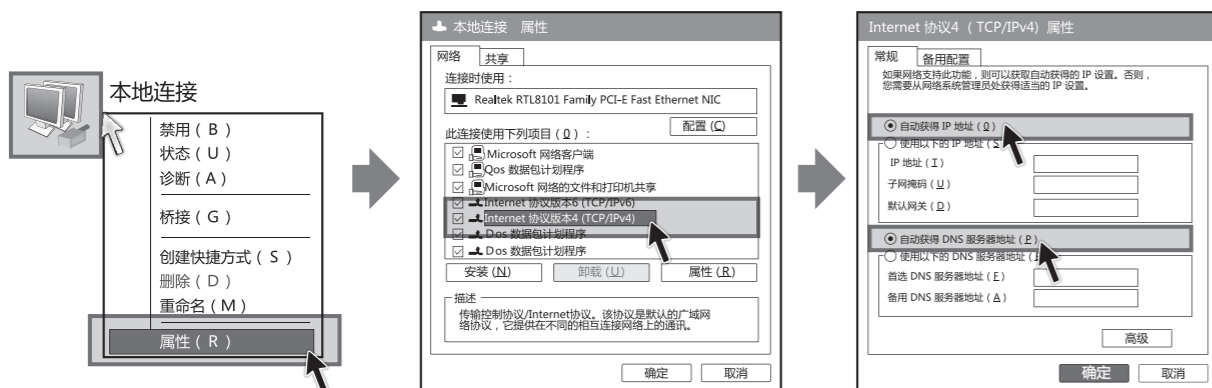 本地连接
禁用 ( B )
状态 ( U )
诊断 ( A )
桥接 ( G )
创建快捷方式 ( S )
删除 ( D )
重命名 ( M )
属性 ( R )
本地连接 属性
网络 共享
连接时使用：
Realtek RTL8101 Family PCI-E Fast Ethernet NIC
配置 (C)
此连接使用下列项目 ( 0 ) ：
Microsoft 网络客户端
Qos 数据包计划程序
Microsoft 网络的文件和打印机共享
Internet 协议版本6 (TCP/IPv6)
Internet 协议版本4 (TCP/IPv4)
Dos 数据包计划程序
Dos 数据包计划程序
安装 (N) 卸载 (U) 属性 (R)
描述
传输控制协议/Internet协议。该协议是默认的广域网
络协议，它提供在不同的相互连接网络上的通讯。
确定 取消
Internet 协议4 （ TCP/IPv4) 属性
常规 备用配置
如果网络支持此功能，则可以获取自动获得的 IP 设置。否则，
您需要从网络系统管理员处获得适当的 IP 设置。
自动获得 IP 地址 ( 0 )
使用以下的 IP 地址 ( S
IP 地址 ( I )
子网掩码 ( U )
默认网关 ( D )
自动获得 DNS 服务器地址 ( P )
使用以下的 DNS 服务器地址 (
首选 DNS 服务器地址 ( F )
备用 DNS 服务器地址 ( A )
高级
确定 取消